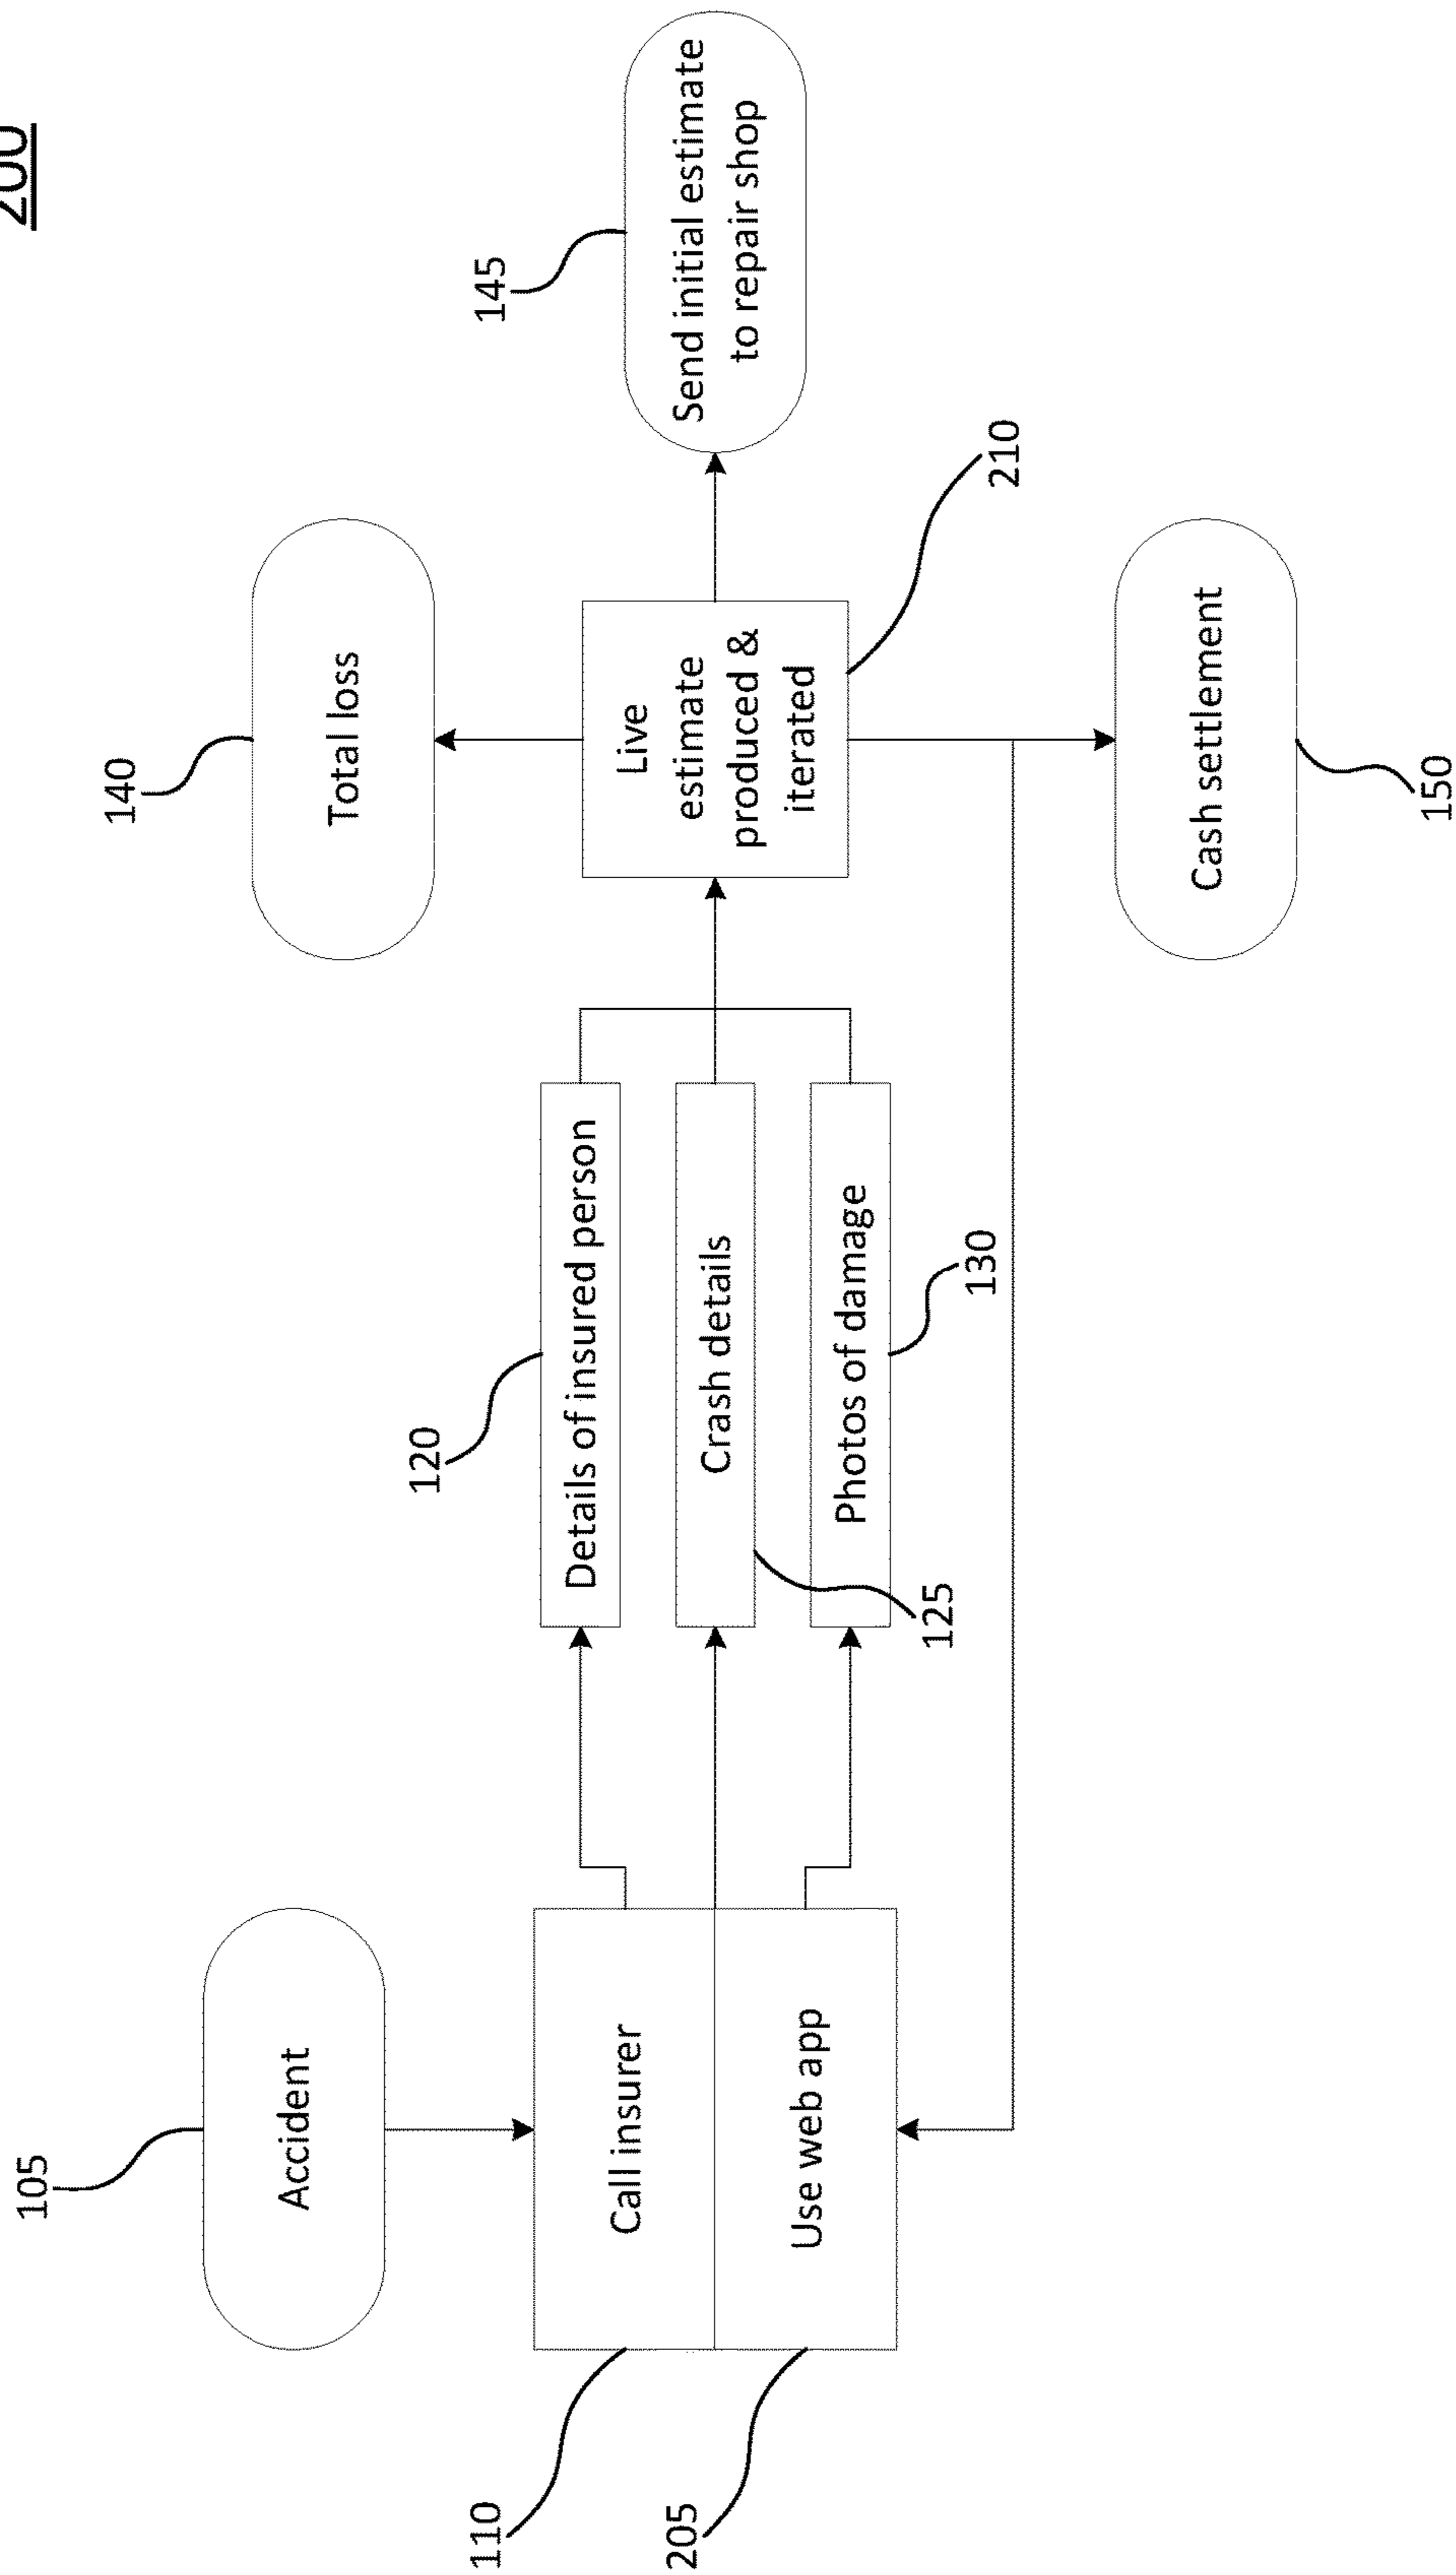 200
105
Accident
110
Call insurer
205
Use web app
120
Details of insured person
Crash details
125
Photos of damage
130
140
Total loss
Live
estimate
produced &
iterated
210
145
Send initial estimate
to repair shop
Cash settlement
150